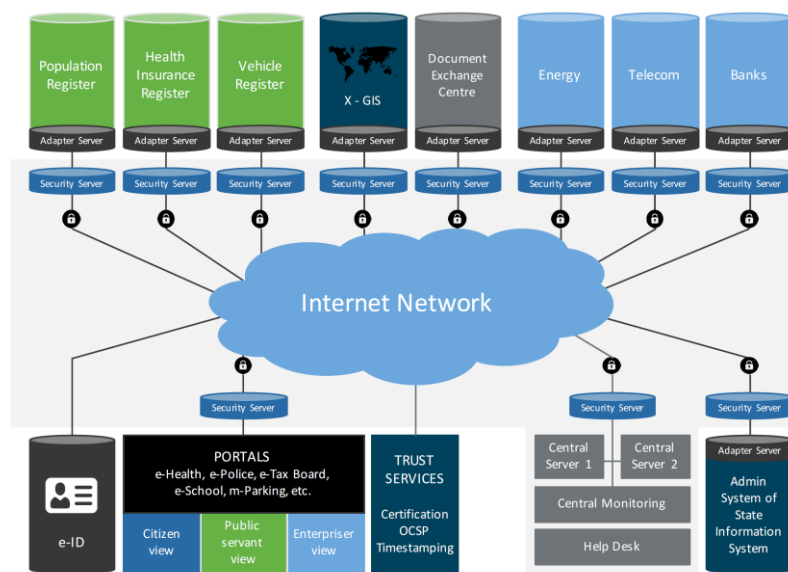 Population
Register
Health
Insurance
Register
Vehicle
Register
X - GIS
Document
Exchange
Centre
Energy
Telecom
Banks
Adapter Server
Adapter Server
Adapter Server
Adapter Server
Adapter Server
Adapter Server
Adapter Server
Adapter Server
Security Server
Security Server
Security Server
Security Server
Security Server
Security Server
Security Server
Security Server
Internet Network
Security Server
Security Server
Security Server
e-ID
PORTALS
e-Health, e-Police, e-Tax Board,
e-School, m-Parking, etc.
Citizen
view
Public
servant
view
Enterpriser
view
TRUST
SERVICES
Certification
OCSP
Timestamping
Central
Server 1
Central
Server 2
Central Monitoring
Help Desk
Adapter Server
Admin
System of
State
Information
System